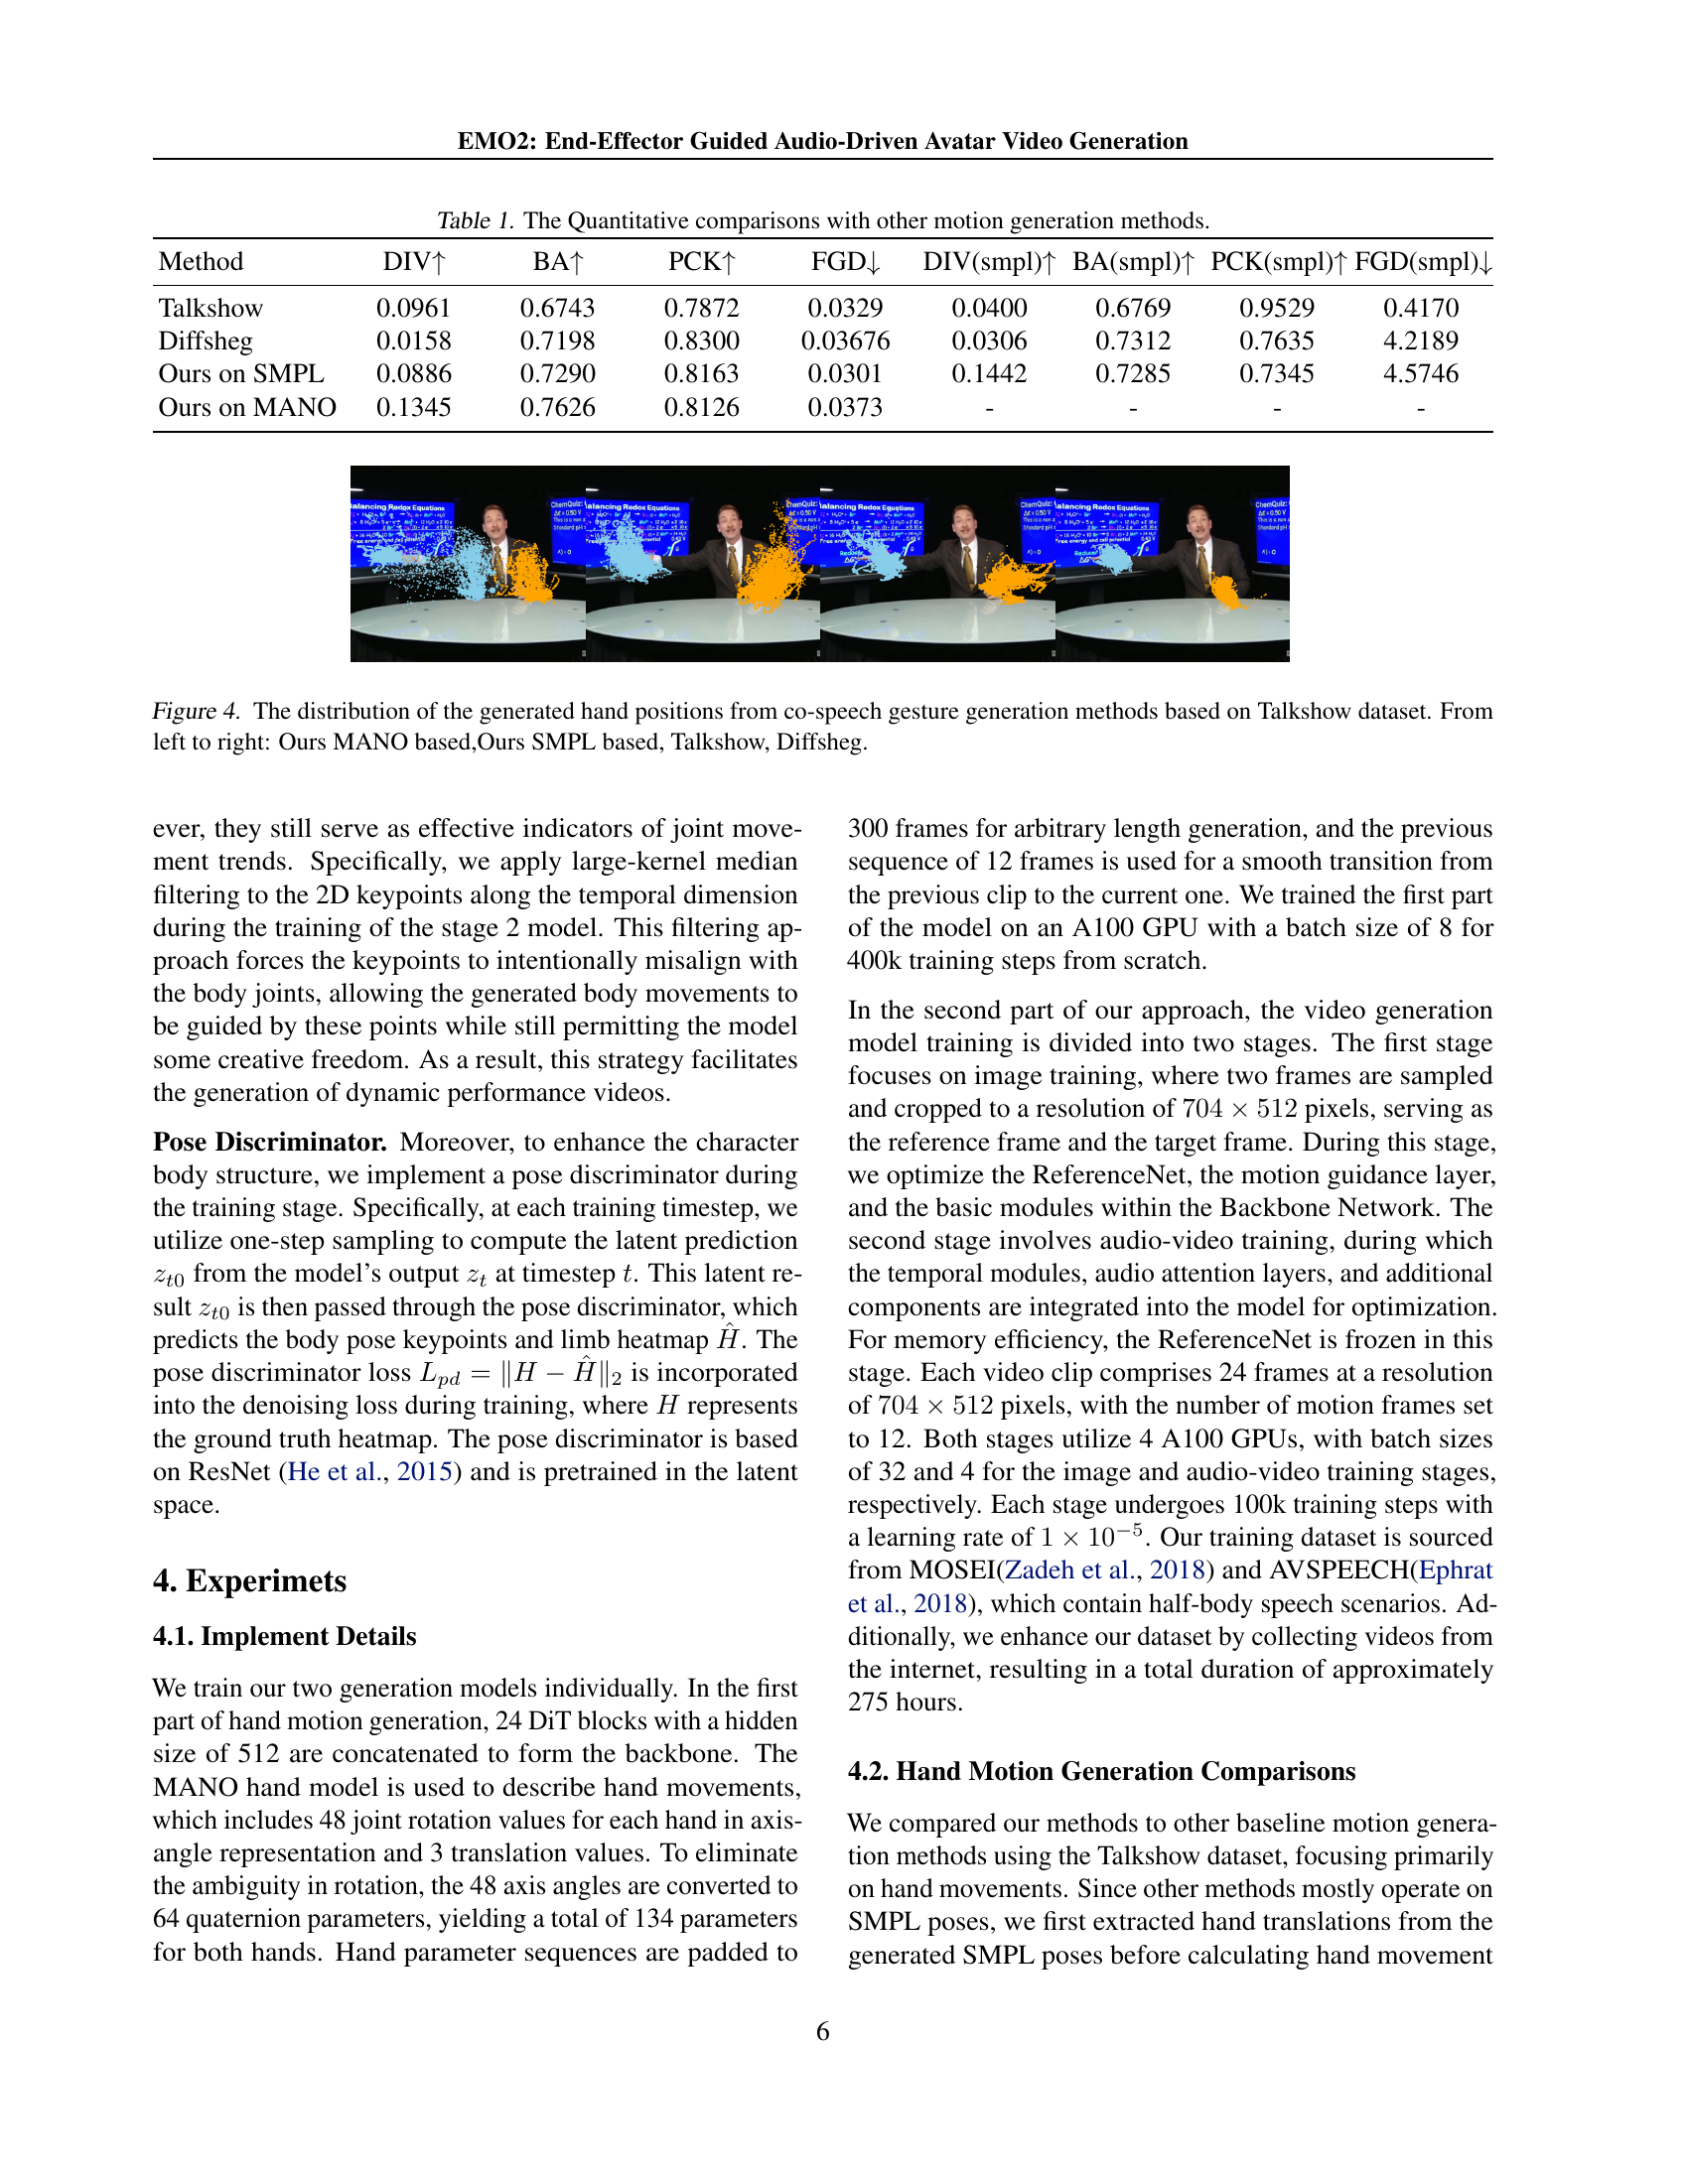 EMO2: End-Effector Guided Audio-Driven Avatar Video Generation
Table 1. The Quantitative comparisons with other motion generation methods.
Method DIV↑ BA↑ PCK↑ FGD↓ DIV(smpl)↑ BA(smpl)↑ PCK(smpl)↑ FGD(smpl)↓
Talkshow 0.0961 0.6743 0.7872 0.0329 0.0400 0.6769 0.9529 0.4170
Diffsheg 0.0158 0.7198 0.8300 0.03676 0.0306 0.7312 0.7635 4.2189
Ours on SMPL 0.0886 0.7290 0.8163 0.0301 0.1442 0.7285 0.7345 4.5746
Ours on MANO 0.1345 0.7626 0.8126 0.0373 - - - -
Figure 4. The distribution of the generated hand positions from co-speech gesture generation methods based on Talkshow dataset. From
left to right: Ours MANO based,Ours SMPL based, Talkshow, Diffsheg.
ever, they still serve as effective indicators of joint move-
ment trends. Specifically, we apply large-kernel median
filtering to the 2D keypoints along the temporal dimension
during the training of the stage 2 model. This filtering ap-
proach forces the keypoints to intentionally misalign with
the body joints, allowing the generated body movements to
be guided by these points while still permitting the model
some creative freedom. As a result, this strategy facilitates
the generation of dynamic performance videos.
Pose Discriminator. Moreover, to enhance the character
body structure, we implement a pose discriminator during
the training stage. Specifically, at each training timestep, we
utilize one-step sampling to compute the latent prediction
z_{t0} from the model's output z_t at timestep t. This latent re-
sult z_{t0} is then passed through the pose discriminator, which
predicts the body pose keypoints and limb heatmap Ĥ. The
pose discriminator loss L_{pd} = ‖H − Ĥ‖₂ is incorporated
into the denoising loss during training, where H represents
the ground truth heatmap. The pose discriminator is based
on ResNet (He et al., 2015) and is pretrained in the latent
space.
4. Experimets
4.1. Implement Details
We train our two generation models individually. In the first
part of hand motion generation, 24 DiT blocks with a hidden
size of 512 are concatenated to form the backbone. The
MANO hand model is used to describe hand movements,
which includes 48 joint rotation values for each hand in axis-
angle representation and 3 translation values. To eliminate
the ambiguity in rotation, the 48 axis angles are converted to
64 quaternion parameters, yielding a total of 134 parameters
for both hands. Hand parameter sequences are padded to
300 frames for arbitrary length generation, and the previous
sequence of 12 frames is used for a smooth transition from
the previous clip to the current one. We trained the first part
of the model on an A100 GPU with a batch size of 8 for
400k training steps from scratch.
In the second part of our approach, the video generation
model training is divided into two stages. The first stage
focuses on image training, where two frames are sampled
and cropped to a resolution of 704 × 512 pixels, serving as
the reference frame and the target frame. During this stage,
we optimize the ReferenceNet, the motion guidance layer,
and the basic modules within the Backbone Network. The
second stage involves audio-video training, during which
the temporal modules, audio attention layers, and additional
components are integrated into the model for optimization.
For memory efficiency, the ReferenceNet is frozen in this
stage. Each video clip comprises 24 frames at a resolution
of 704 × 512 pixels, with the number of motion frames set
to 12. Both stages utilize 4 A100 GPUs, with batch sizes
of 32 and 4 for the image and audio-video training stages,
respectively. Each stage undergoes 100k training steps with
a learning rate of 1 × 10⁻⁵. Our training dataset is sourced
from MOSEI(Zadeh et al., 2018) and AVSPEECH(Ephrat
et al., 2018), which contain half-body speech scenarios. Ad-
ditionally, we enhance our dataset by collecting videos from
the internet, resulting in a total duration of approximately
275 hours.
4.2. Hand Motion Generation Comparisons
We compared our methods to other baseline motion genera-
tion methods using the Talkshow dataset, focusing primarily
on hand movements. Since other methods mostly operate on
SMPL poses, we first extracted hand translations from the
generated SMPL poses before calculating hand movement
6